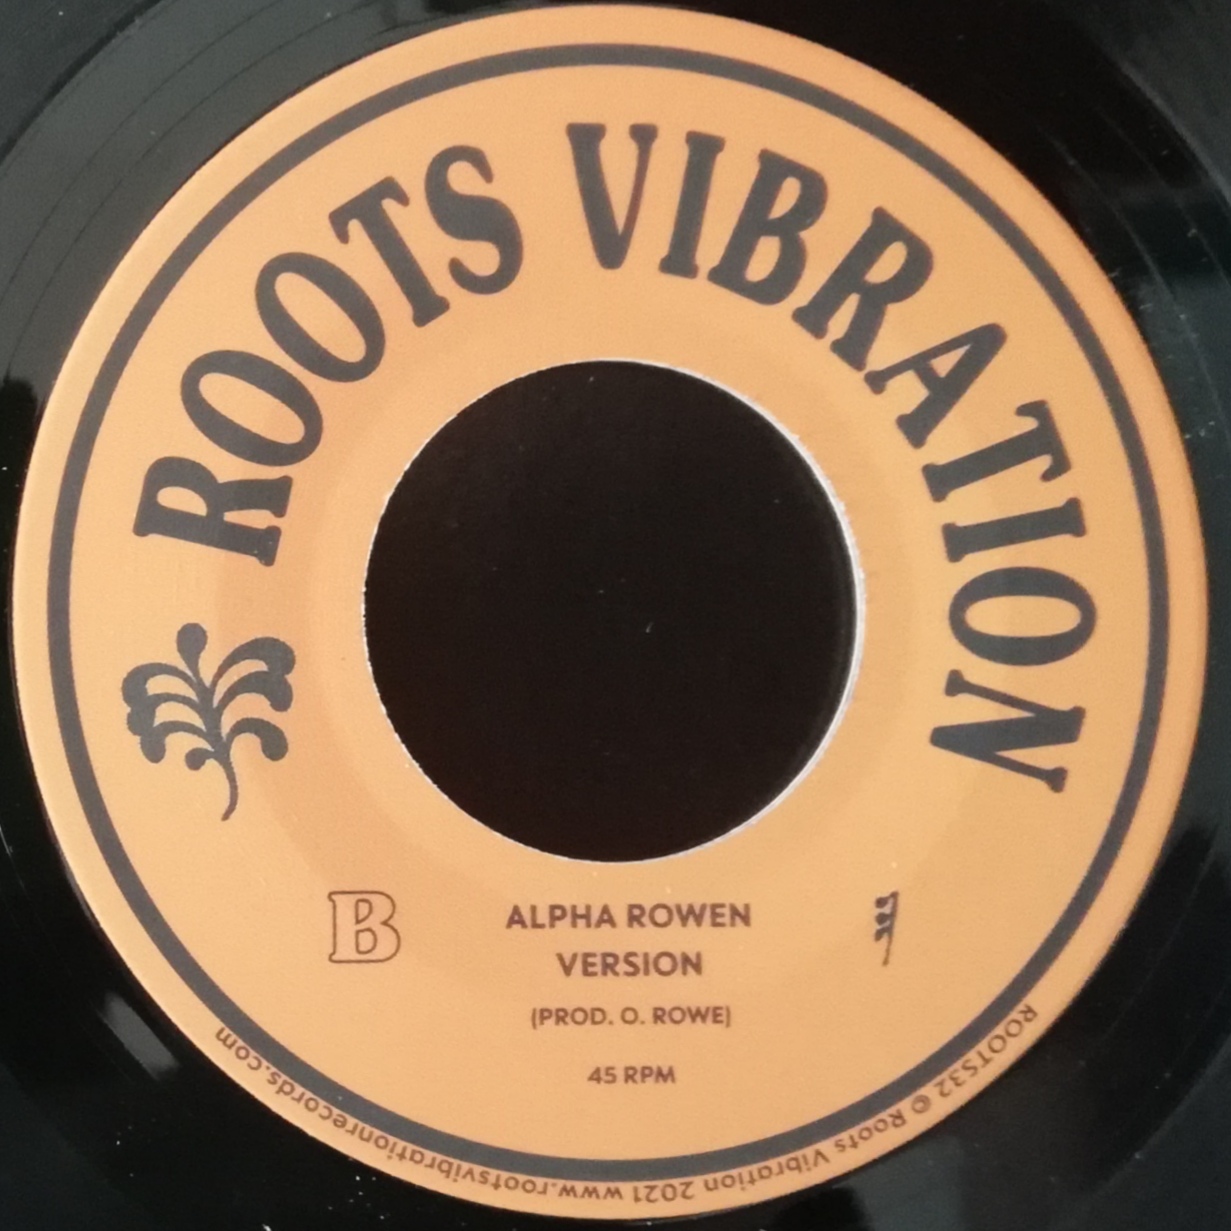 ROOTS VIBRATION
B
ALPHA ROWEN
VERSION
(PROD. O. ROWE)
45 RPM
ROOTS32 © Roots Vibration 2021 www.rootsvibrationrecords.com